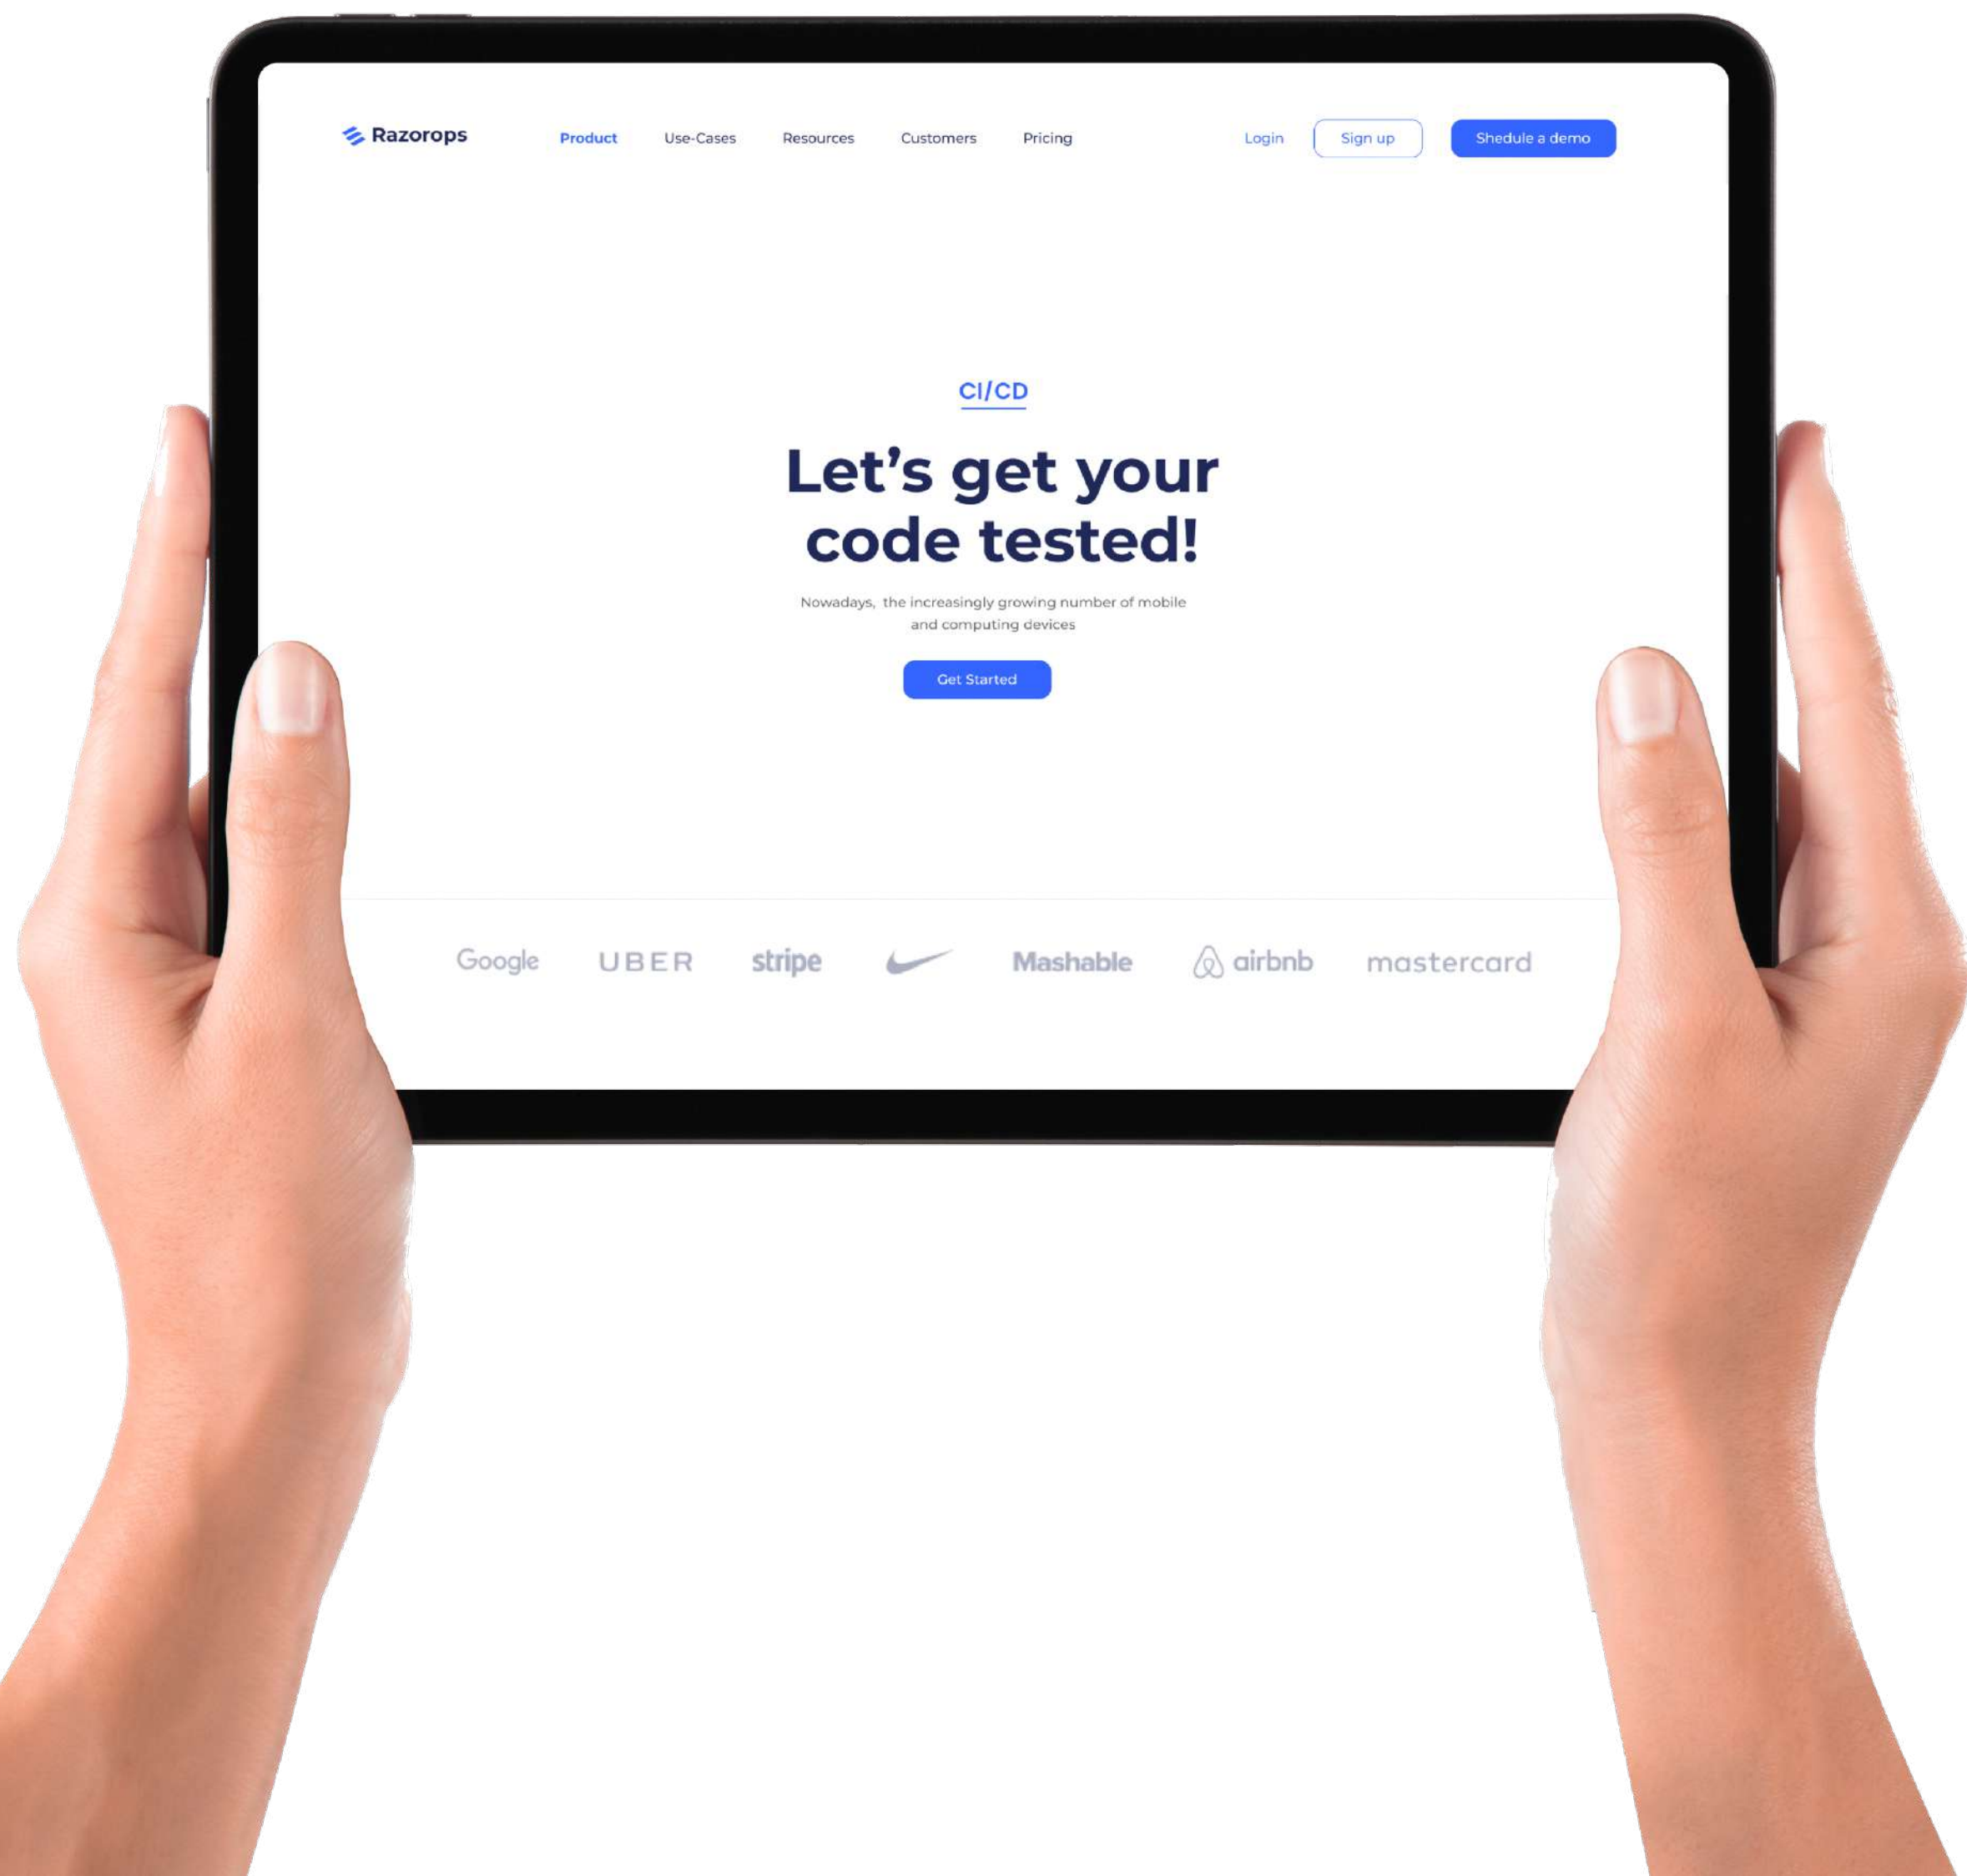 Razorops
Product
Use-Cases
Resources
Customers
Pricing
Login
Sign up
Shedule a demo
CI/CD
Let's get your
code tested!
Nowadays, the increasingly growing number of mobile
and computing devices
Get Started
Google
UBER
stripe
Mashable
airbnb
mastercard